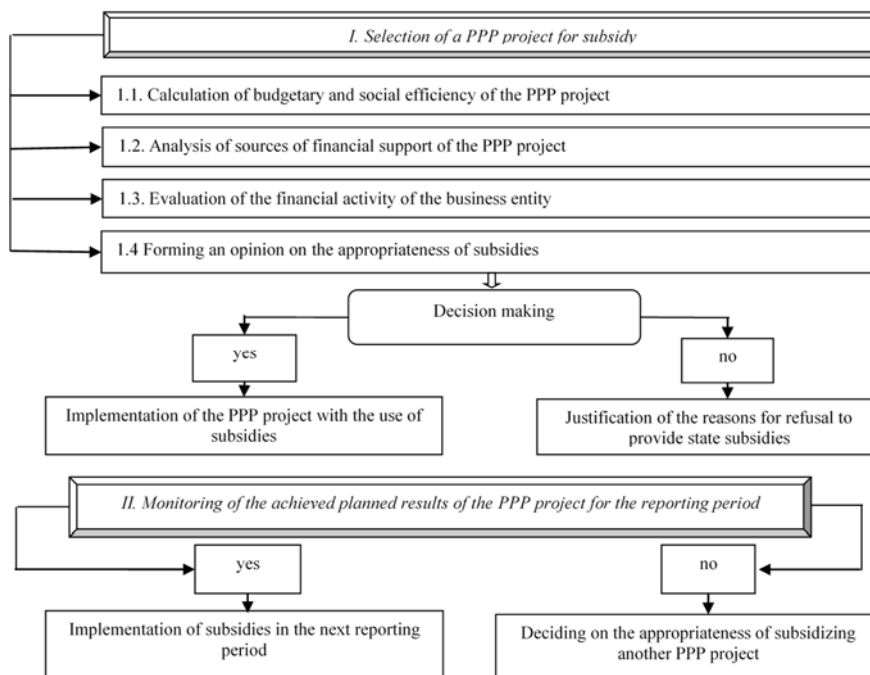 I. Selection of a PPP project for subsidy
1.1. Calculation of budgetary and social efficiency of the PPP project
1.2. Analysis of sources of financial support of the PPP project
1.3. Evaluation of the financial activity of the business entity
1.4 Forming an opinion on the appropriateness of subsidies
Decision making
yes
no
Implementation of the PPP project with the use of
subsidies
Justification of the reasons for refusal to
provide state subsidies
II. Monitoring of the achieved planned results of the PPP project for the reporting period
yes
no
Implementation of subsidies in the next reporting
period
Deciding on the appropriateness of subsidizing
another PPP project